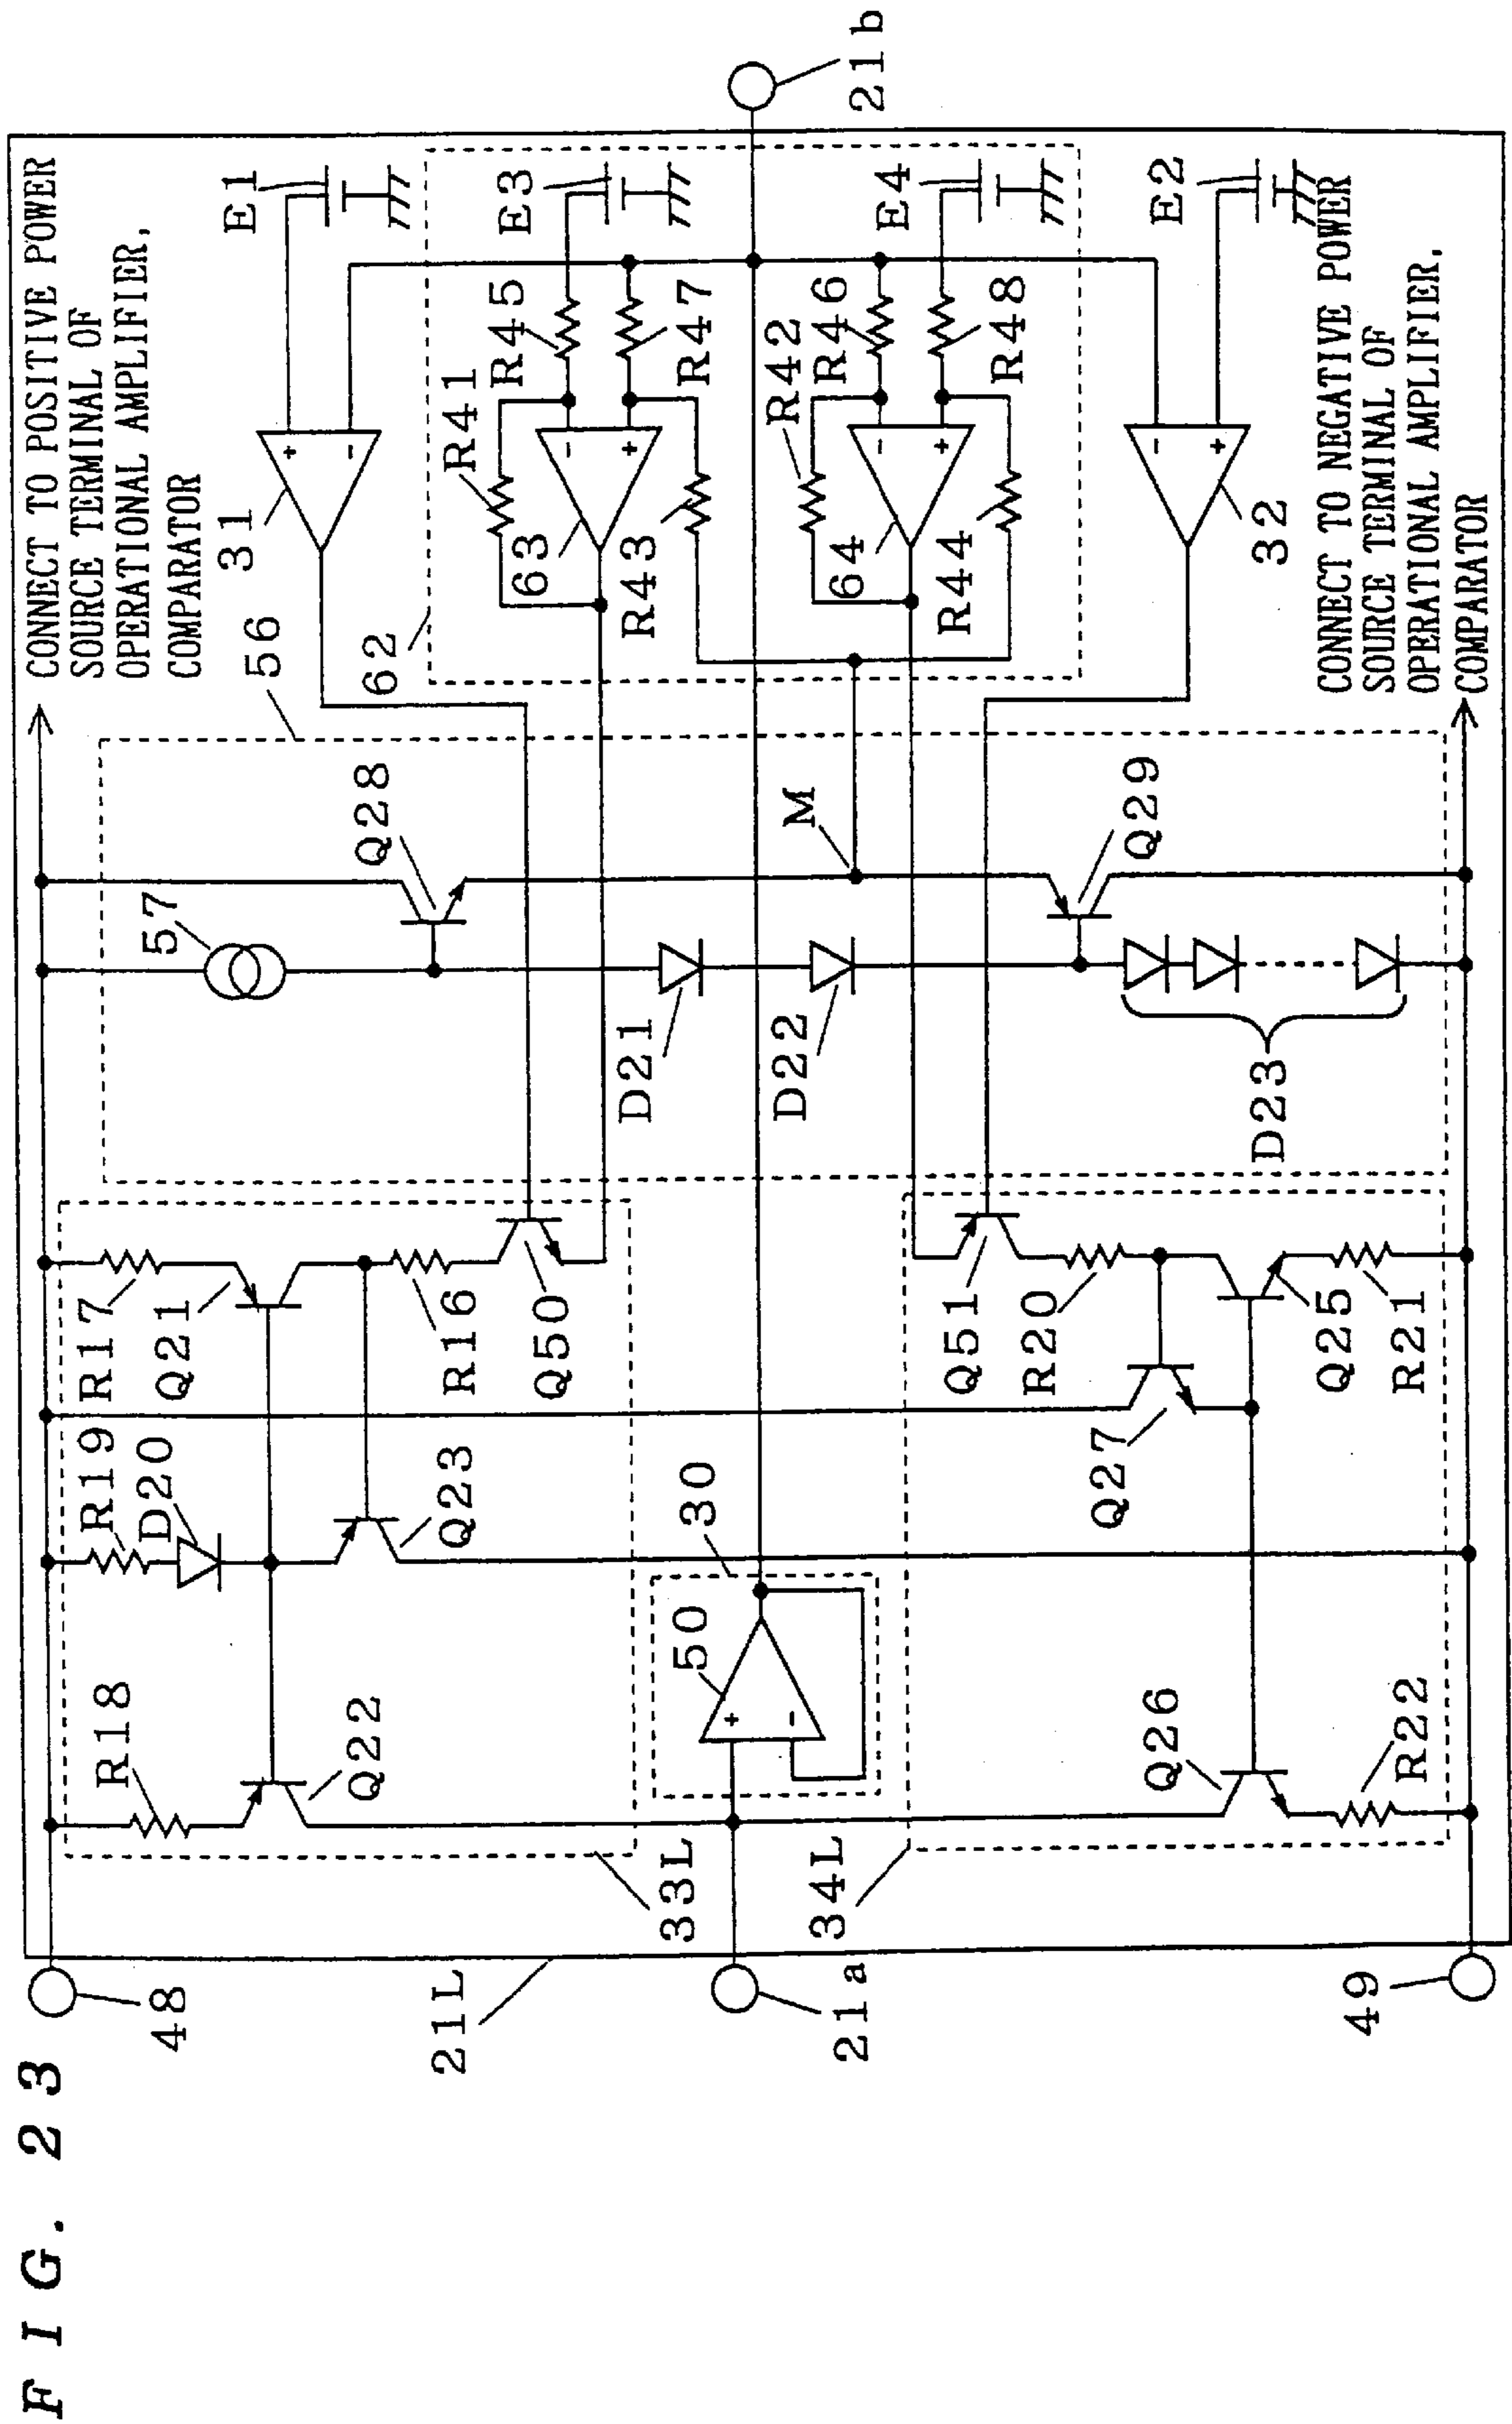 FIG. 23
48
21L
21a
49
R18
Q22
33L
34L
Q26
R22
R19
D20
Q23
50
30
Q27
R17
Q21
R16
Q50
Q51
R20
Q25
R21
+
-
57
Q28
D21
D22
M
Q29
D23
56
CONNECT TO POSITIVE POWER
SOURCE TERMINAL OF
OPERATIONAL AMPLIFIER,
COMPARATOR
31
+
-
E1
62
R41
R45
63
-
+
R43
R47
E3
R42
R46
64
-
+
R44
R48
E4
32
-
+
E2
CONNECT TO NEGATIVE POWER
SOURCE TERMINAL OF
OPERATIONAL AMPLIFIER,
COMPARATOR
21b